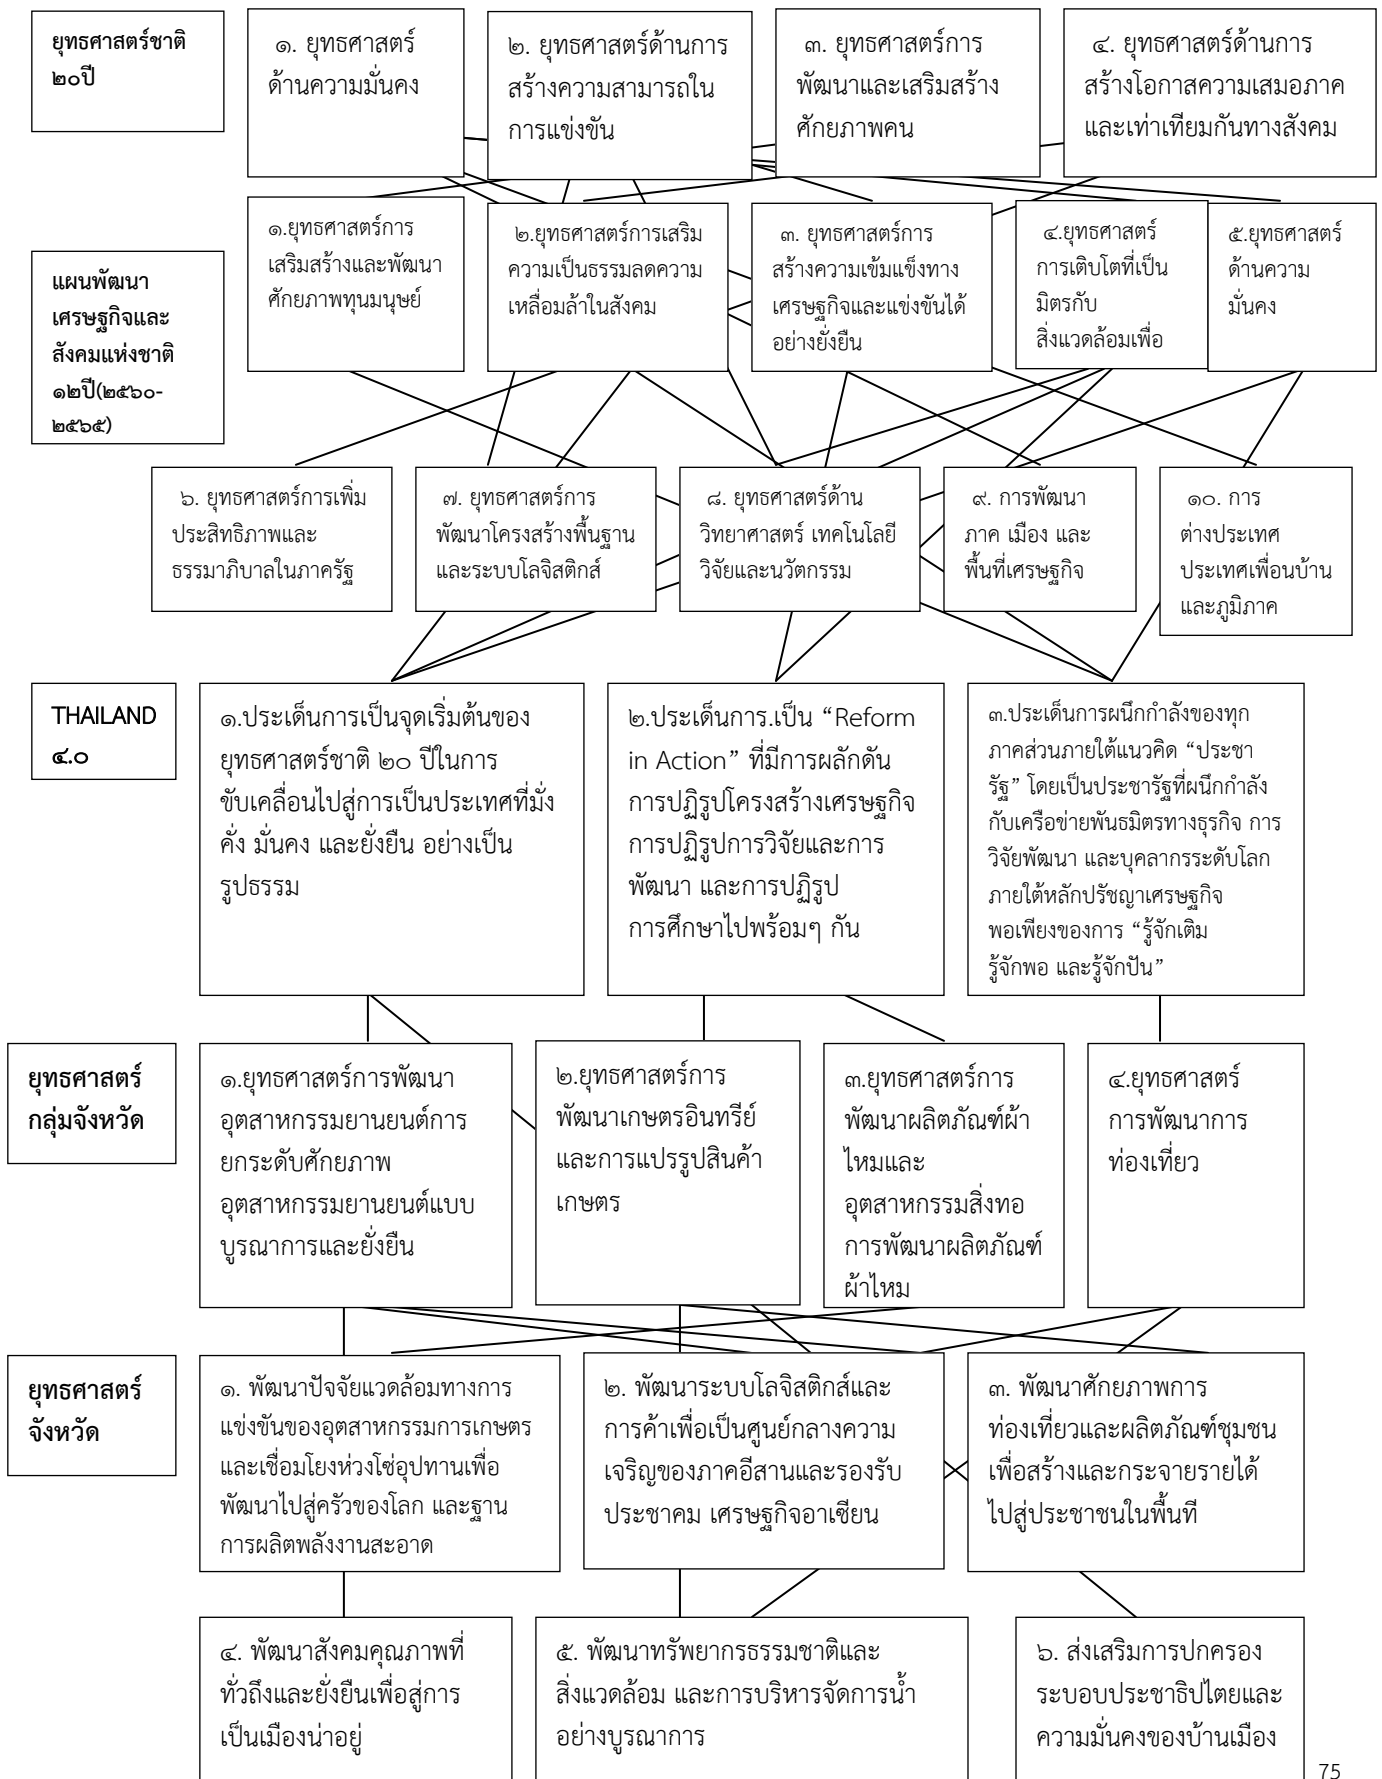 ยุทธศาสตร์ชาติ
๒๐ปี
๑. ยุทธศาสตร์
ด้านความมั่นคง
๒. ยุทธศาสตร์ด้านการ
สร้างความสามารถใน
การแข่งขัน
๓. ยุทธศาสตร์การ
พัฒนาและเสริมสร้าง
ศักยภาพคน
๔. ยุทธศาสตร์ด้านการ
สร้างโอกาสความเสมอภาค
และเท่าเทียมกันทางสังคม
แผนพัฒนา
เศรษฐกิจและ
สังคมแห่งชาติ
๑๒ปี(๒๕๖๐-
๒๕๖๕)
๑.ยุทธศาสตร์การ
เสริมสร้างและพัฒนา
ศักยภาพทุนมนุษย์
๒.ยุทธศาสตร์การเสริม
ความเป็นธรรมลดความ
เหลื่อมล้าในสังคม
๓. ยุทธศาสตร์การ
สร้างความเข้มแข็งทาง
เศรษฐกิจและแข่งขันได้
อย่างยั่งยืน
๔.ยุทธศาสตร์
การเติบโตที่เป็น
มิตรกับ
สิ่งแวดล้อมเพื่อ
๕.ยุทธศาสตร์
ด้านความ
มั่นคง
๖. ยุทธศาสตร์การเพิ่ม
ประสิทธิภาพและ
ธรรมาภิบาลในภาครัฐ
๗. ยุทธศาสตร์การ
พัฒนาโครงสร้างพื้นฐาน
และระบบโลจิสติกส์
๘. ยุทธศาสตร์ด้าน
วิทยาศาสตร์ เทคโนโลยี
วิจัยและนวัตกรรม
๙. การพัฒนา
ภาค เมือง และ
พื้นที่เศรษฐกิจ
๑๐. การ
ต่างประเทศ
ประเทศเพื่อนบ้าน
และภูมิภาค
THAILAND
๔.๐
๑.ประเด็นการเป็นจุดเริ่มต้นของ
ยุทธศาสตร์ชาติ ๒๐ ปีในการ
ขับเคลื่อนไปสู่การเป็นประเทศที่มั่ง
คั่ง มั่นคง และยั่งยืน อย่างเป็น
รูปธรรม
๒.ประเด็นการ.เป็น “Reform
in Action” ที่มีการผลักดัน
การปฏิรูปโครงสร้างเศรษฐกิจ
การปฏิรูปการวิจัยและการ
พัฒนา และการปฏิรูป
การศึกษาไปพร้อมๆ กัน
๓.ประเด็นการผนึกกำลังของทุก
ภาคส่วนภายใต้แนวคิด “ประชา
รัฐ” โดยเป็นประชารัฐที่ผนึกกำลัง
กับเครือข่ายพันธมิตรทางธุรกิจ การ
วิจัยพัฒนา และบุคลากรระดับโลก
ภายใต้หลักปรัชญาเศรษฐกิจ
พอเพียงของการ “รู้จักเติม
รู้จักพอ และรู้จักปัน”
ยุทธศาสตร์
กลุ่มจังหวัด
๑.ยุทธศาสตร์การพัฒนา
อุตสาหกรรมยานยนต์การ
ยกระดับศักยภาพ
อุตสาหกรรมยานยนต์แบบ
บูรณาการและยั่งยืน
๒.ยุทธศาสตร์การ
พัฒนาเกษตรอินทรีย์
และการแปรรูปสินค้า
เกษตร
๓.ยุทธศาสตร์การ
พัฒนาผลิตภัณฑ์ผ้า
ไหมและ
อุตสาหกรรมสิ่งทอ
การพัฒนาผลิตภัณฑ์
ผ้าไหม
๔.ยุทธศาสตร์
การพัฒนาการ
ท่องเที่ยว
ยุทธศาสตร์
จังหวัด
๑. พัฒนาปัจจัยแวดล้อมทางการ
แข่งขันของอุตสาหกรรมการเกษตร
และเชื่อมโยงห่วงโซ่อุปทานเพื่อ
พัฒนาไปสู่ครัวของโลก และฐาน
การผลิตพลังงานสะอาด
๒. พัฒนาระบบโลจิสติกส์และ
การค้าเพื่อเป็นศูนย์กลางความ
เจริญของภาคอีสานและรองรับ
ประชาคม เศรษฐกิจอาเซียน
๓. พัฒนาศักยภาพการ
ท่องเที่ยวและผลิตภัณฑ์ชุมชน
เพื่อสร้างและกระจายรายได้
ไปสู่ประชาชนในพื้นที
๔. พัฒนาสังคมคุณภาพที่
ทั่วถึงและยั่งยืนเพื่อสู่การ
เป็นเมืองน่าอยู่
๕. พัฒนาทรัพยากรธรรมชาติและ
สิ่งแวดล้อม และการบริหารจัดการน้ำ
อย่างบูรณาการ
๖. ส่งเสริมการปกครอง
ระบอบประชาธิปไตยและ
ความมั่นคงของบ้านเมือง
75